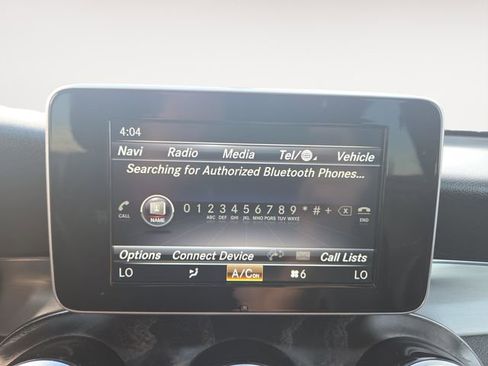 4:04
Navi Radio Media Tel/ Vehicle
Searching for Authorized Bluetooth Phones...
0 1 2 3 4 5 6 7 8 9 * # +
ABC DEF GHI JKL MNO PQRS TUV WXYZ
CALL NAME END
Options Connect Device Call Lists
LO A/C ON 6 LO